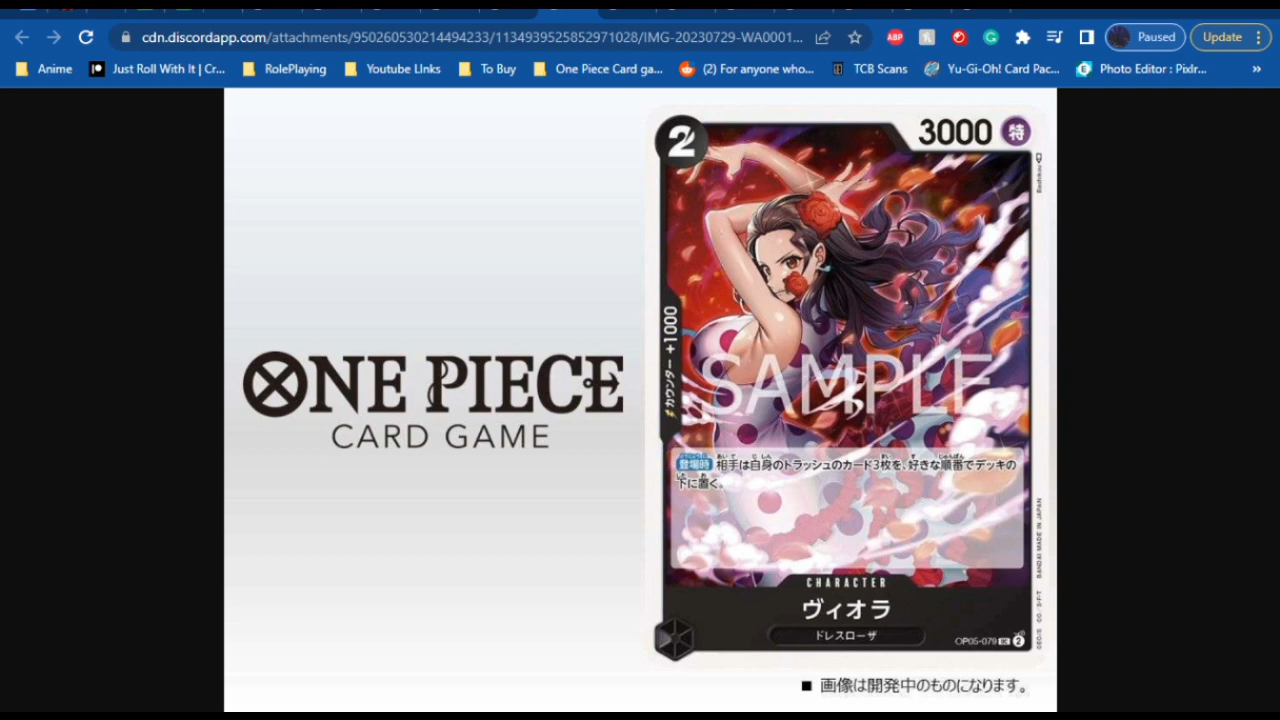 cdn.discordapp.com/attachments/950260530214494233/1134939525852971028/IMG-20230729-WA0001...
Paused
Update
Anime
Just Roll With It | Cr...
RolePlaying
Youtube LInks
To Buy
One Piece Card ga...
(2) For anyone who...
TCB Scans
Yu-Gi-Oh! Card Pac...
Photo Editor : Pixlr...
»
ABP
2
3000
特
カウンター +1000
ONE PIECE
CARD GAME
SAMPLE
登場時 相手は自身のトラッシュのカード3枚を、好きな順番でデッキの
下に置く。
BANDAI MADE IN JAPAN
CHARACTER
ヴィオラ
ドレスローザ
OP05-079 UC 2
■ 画像は開発中のものになります。